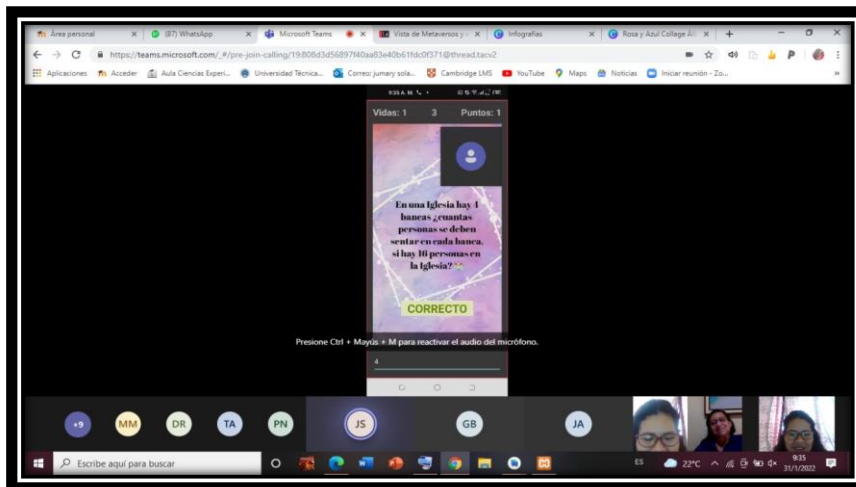 Área personal
(87) WhatsApp
Microsoft Teams
Vista de Metaversos y
Infografías
Rosa y Azul Collage
https://teams.microsoft.com/_#/pre-join-calling/19:808d3d56897f40aa83e40b61fdc0f371@thread.tacv2
Aplicaciones
Acceder
Aula Ciencias Experi...
Universidad Técnica...
Correo: jumary sola...
Cambridge LMS
YouTube
Maps
Noticias
Iniciar reunión - Zo...
9:35 A. M.
Vidas: 1 3 Puntos: 1
En una Iglesia hay 4
bancas ¿cuantas
personas se deben
sentar en cada banca,
si hay 16 personas en
la Iglesia?
CORRECTO
Presione Ctrl + Mayús + M para reactivar el audio del micrófono.
4
+9 MM DR TA PN JS GB JA
Escribe aquí para buscar
ES 22°C 9:35
31/1/2022